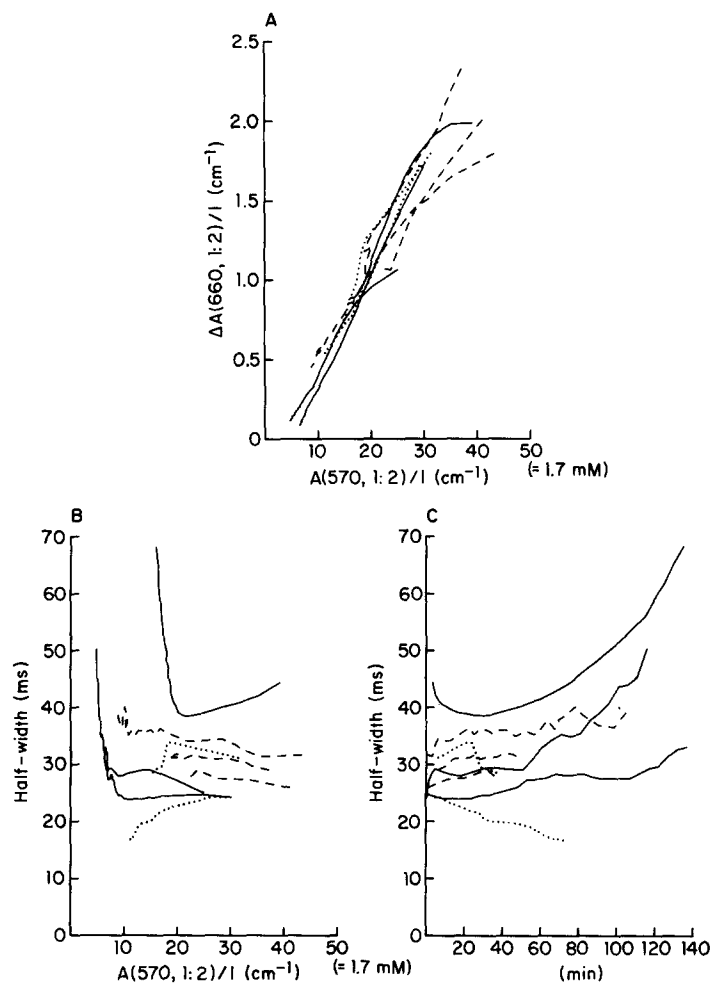 A
2.5
2.0
1.5
1.0
0.5
0
ΔA(660, 1:2)/l (cm⁻¹)
10 20 30 40 50
A(570, 1:2)/l (cm⁻¹) (= 1.7 mM)
B
70
60
50
40
30
20
10
0
Half-width (ms)
10 20 30 40 50
A(570, 1:2)/l (cm⁻¹) (= 1.7 mM)
C
70
60
50
40
30
20
10
0
Half-width (ms)
20 40 60 80 100 120 140
(min)